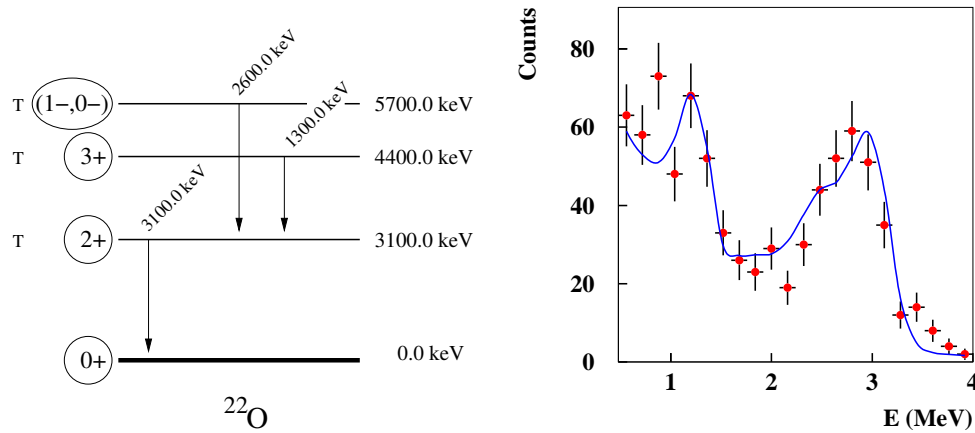 2600.0 keV
T (1−,0−) 5700.0 keV
1300.0 keV
T 3+ 4400.0 keV
3100.0 keV
T 2+ 3100.0 keV
0+ 0.0 keV
²²O
Counts
80
60
40
20
0
1 2 3 4
E (MeV)